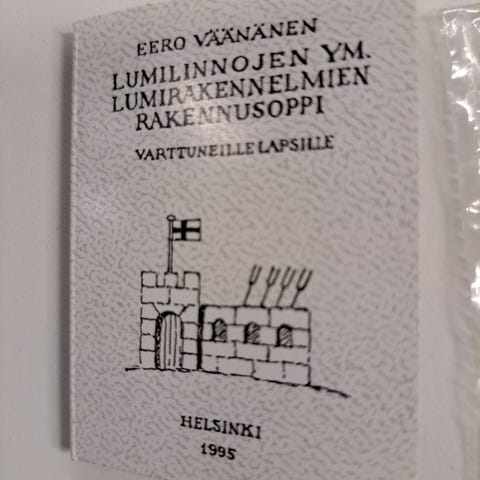 EERO VÄÄNÄNEN
LUMILINNOJEN YM.
LUMIRAKENNELMIEN
RAKENNUSOPPI
VARTTUNEILLE LAPSILLE
HELSINKI
1995